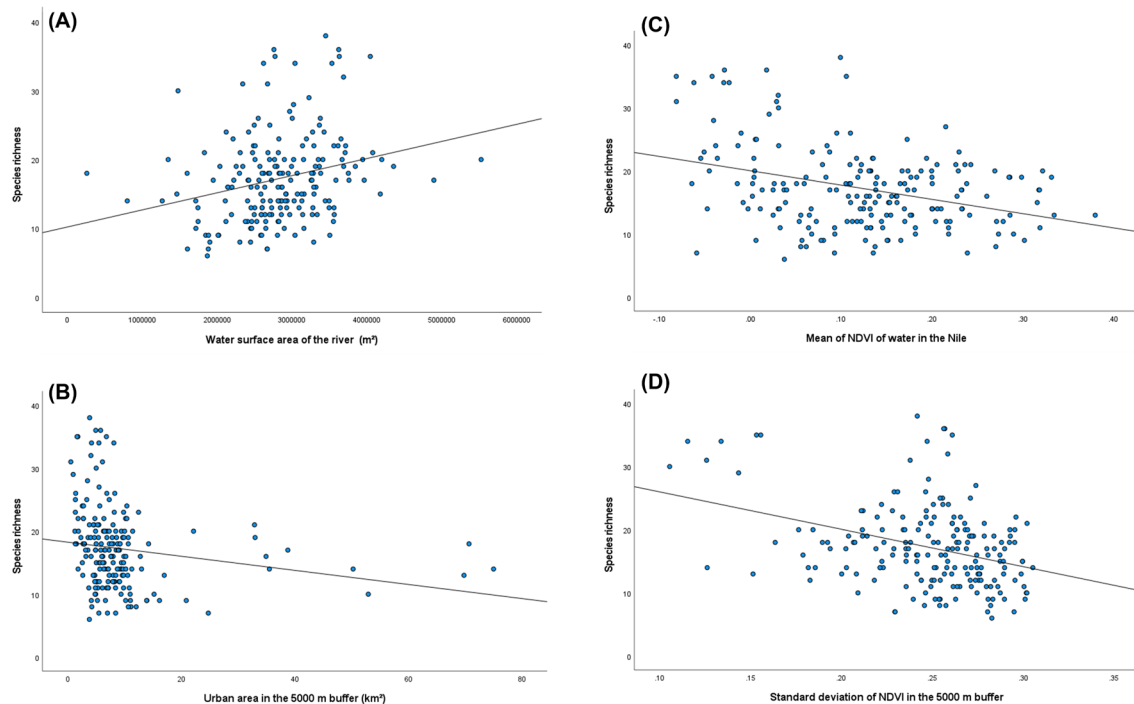 (A)
40
30
20
10
0
Species richness
0 1000000 2000000 3000000 4000000 5000000 6000000
Water surface area of the river (m²)
(C)
40
30
20
10
0
Species richness
-.10 .00 .10 .20 .30 .40
Mean of NDVI of water in the Nile
(B)
40
30
20
10
0
Species richness
0 20 40 60 80
Urban area in the 5000 m buffer (km²)
(D)
40
30
20
10
0
Species richness
.10 .15 .20 .25 .30 .35
Standard deviation of NDVI in the 5000 m buffer